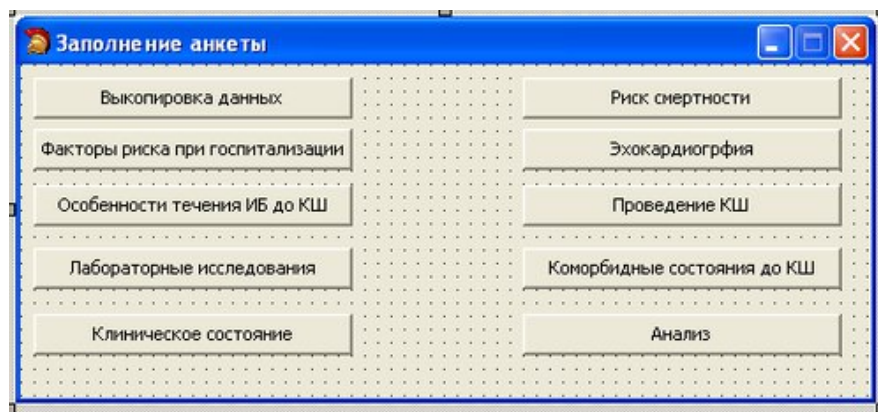 Заполнение анкеты
Выкопировка данных
Риск смертности
Факторы риска при госпитализации
Эхокардиогрфия
Особенности течения ИБ до КШ
Проведение КШ
Лабораторные исследования
Коморбидные состояния до КШ
Клиническое состояние
Анализ